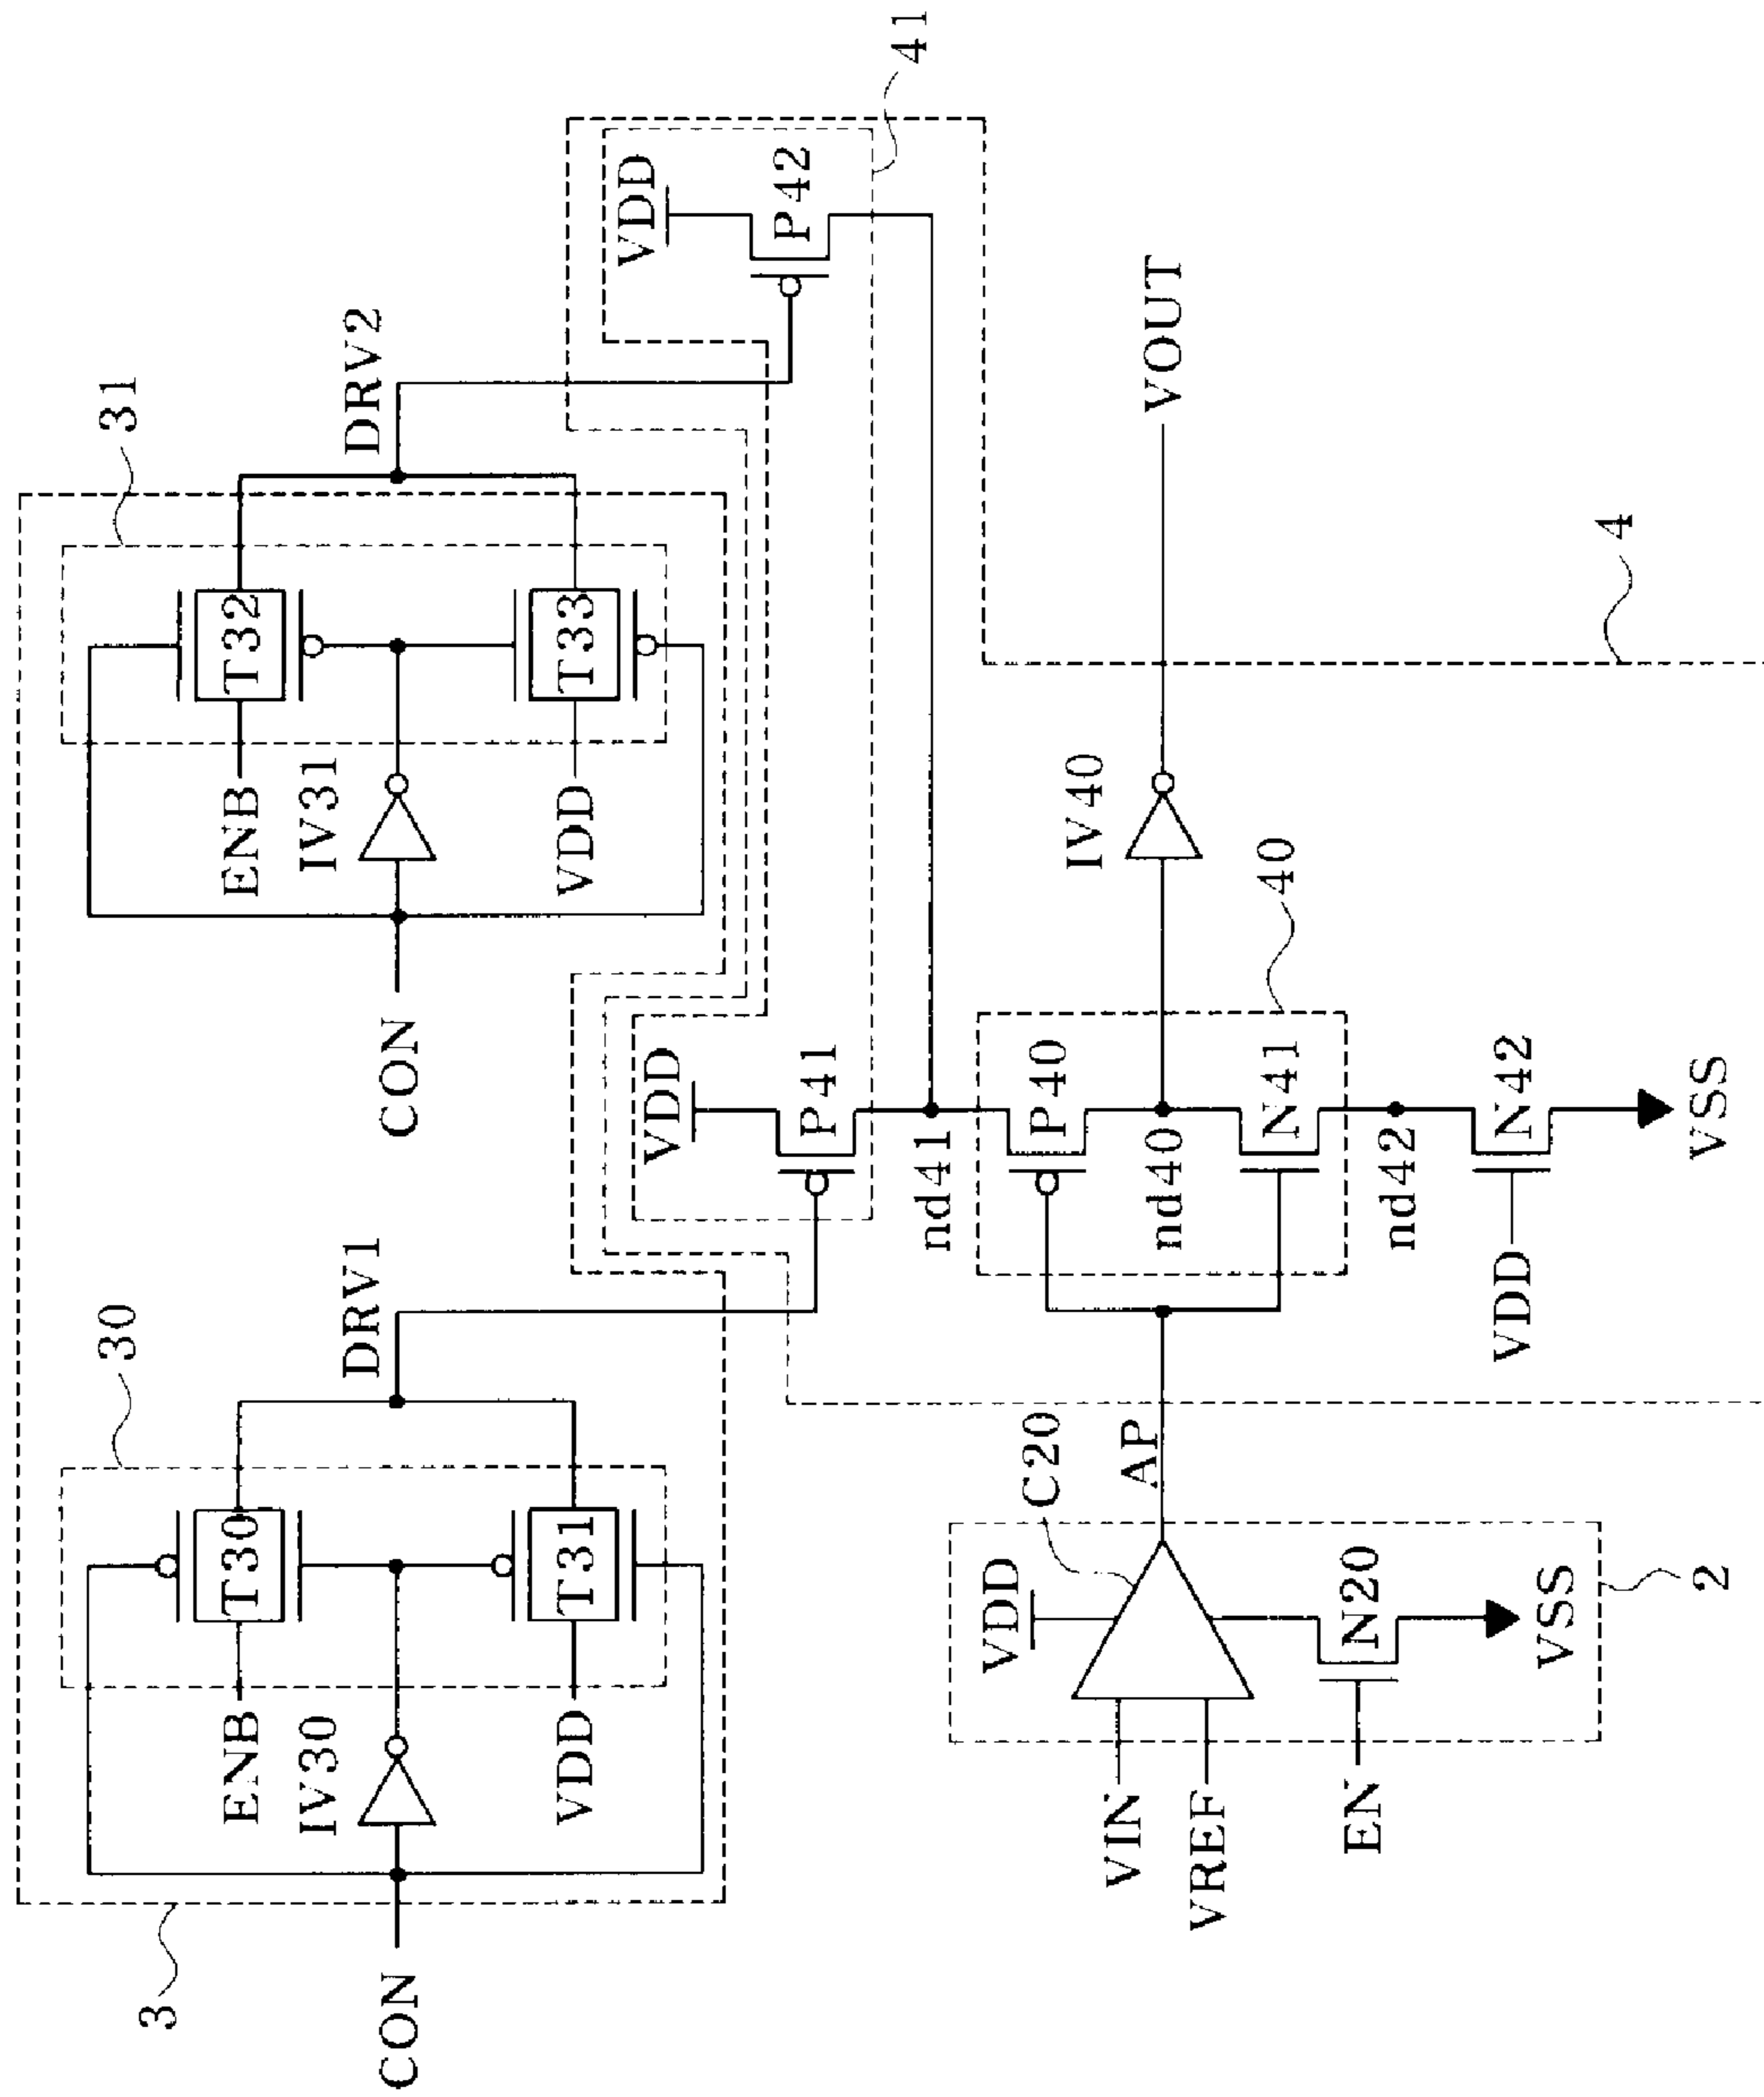 3
30
31
CON
ENB
IV30
VDD
T30
T31
DRV1
CON
ENB
IV31
VDD
T32
T33
DRV2
VDD
P41
VDD
P42
41
nd41
2
VIN
VREF
EN
VDD
C20
N20
VSS
AP
P40
nd40
N41
40
nd42
VDD
N42
VSS
IV40
VOUT
4